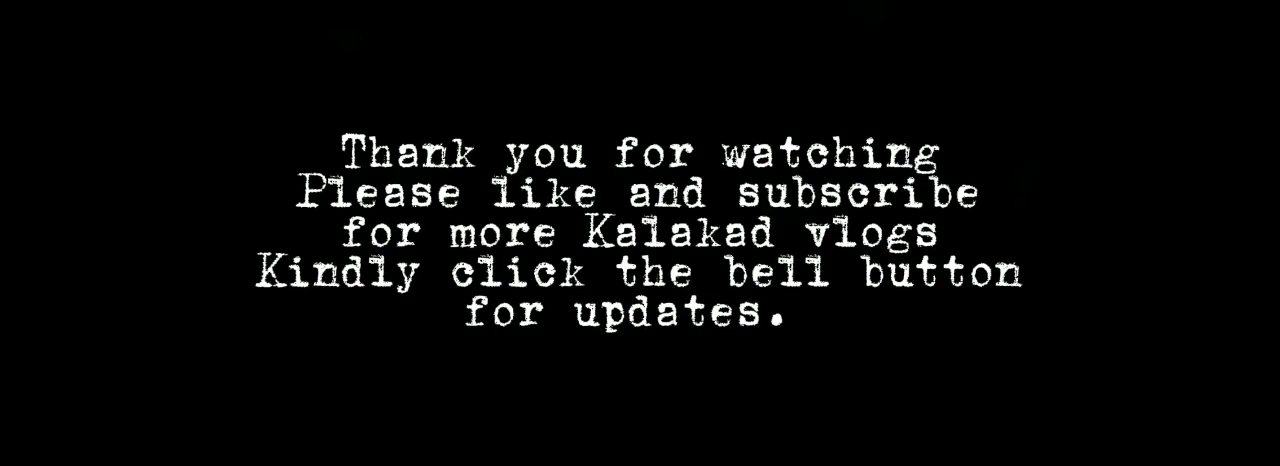 Thank you for watching
Please like and subscribe
for more Kalakad vlogs
Kindly click the bell button
for updates.